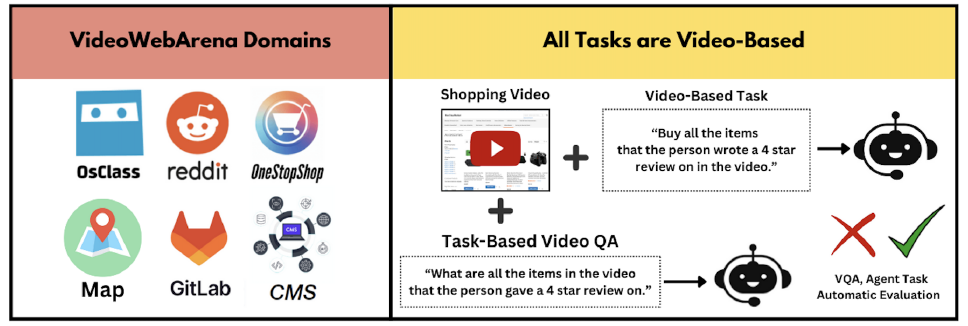 VideoWebArena Domains
OsClass
reddit
OneStopShop
Map
GitLab
CMS
CMS
All Tasks are Video-Based
Shopping Video
Video-Based Task
“Buy all the items
that the person wrote a 4 star
review on in the video.”
Task-Based Video QA
“What are all the items in the video
that the person gave a 4 star review on.”
VQA, Agent Task
Automatic Evaluation